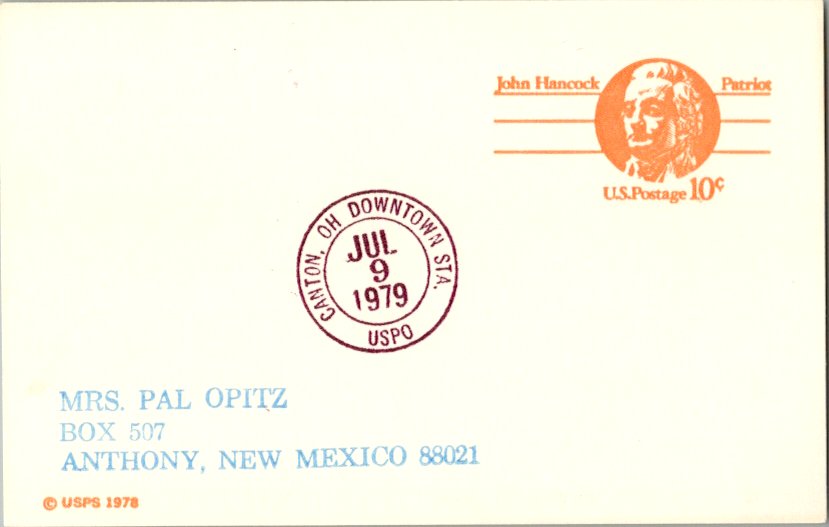 John Hancock Patriot
U.S.Postage 10¢
CANTON, OH DOWNTOWN STA.
JUL
9
1979
USPO
MRS. PAL OPITZ
BOX 507
ANTHONY, NEW MEXICO 88021
© USPS 1978